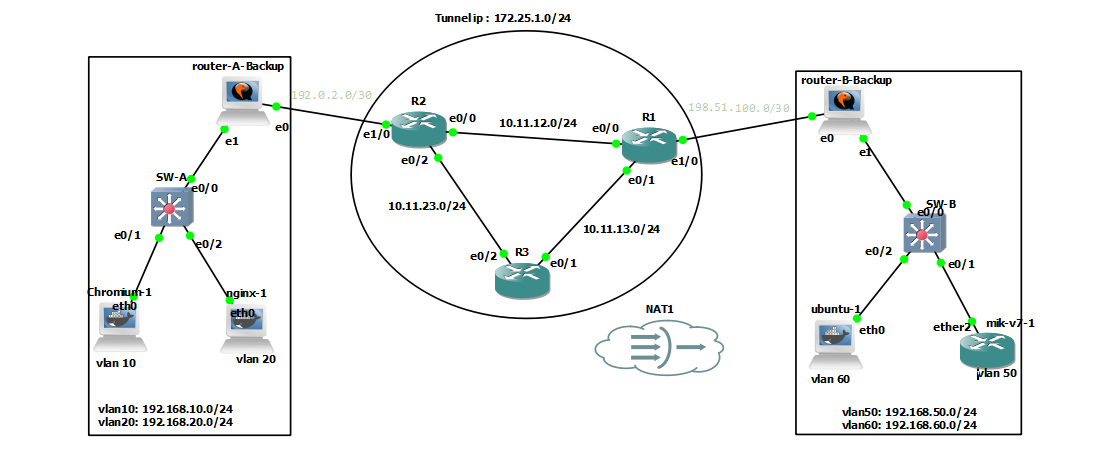 Tunnel ip : 172.25.1.0/24
router-A-Backup
192.0.2.0/30
e0
e1
R2
e1/0
e0/0
e0/2
10.11.12.0/24
R1
e0/0
e1/0
e0/1
198.51.100.0/30
router-B-Backup
e0
e1
SW-A
e0/0
e0/1
e0/2
10.11.23.0/24
10.11.13.0/24
R3
e0/2
e0/1
SW-B
e0/0
e0/2
e0/1
Chromium-1
eth0
vlan 10
nginx-1
eth0
vlan 20
NAT1
ubuntu-1
eth0
vlan 60
ether2
mik-v7-1
vlan 50
vlan10: 192.168.10.0/24
vlan20: 192.168.20.0/24
vlan50: 192.168.50.0/24
vlan60: 192.168.60.0/24